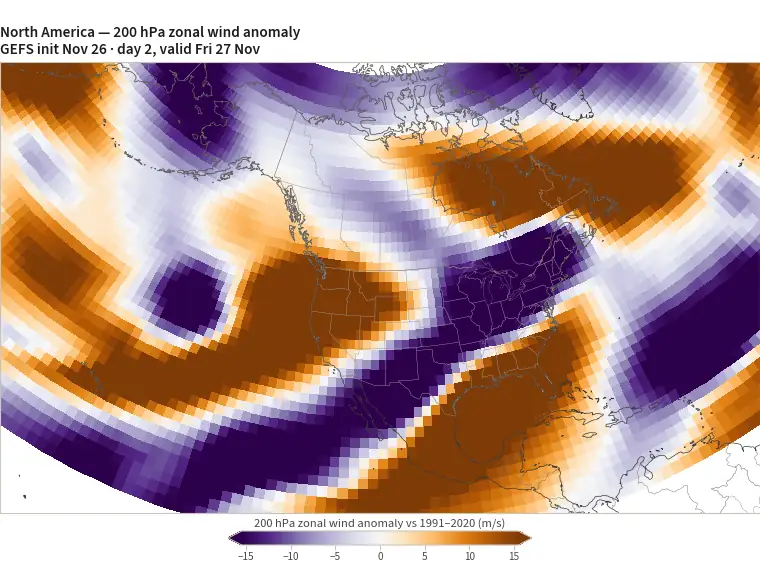 North America — 200 hPa zonal wind anomaly
GEFS init Nov 26 · day 2, valid Fri 27 Nov
200 hPa zonal wind anomaly vs 1991–2020 (m/s)
−15 −10 −5 0 5 10 15